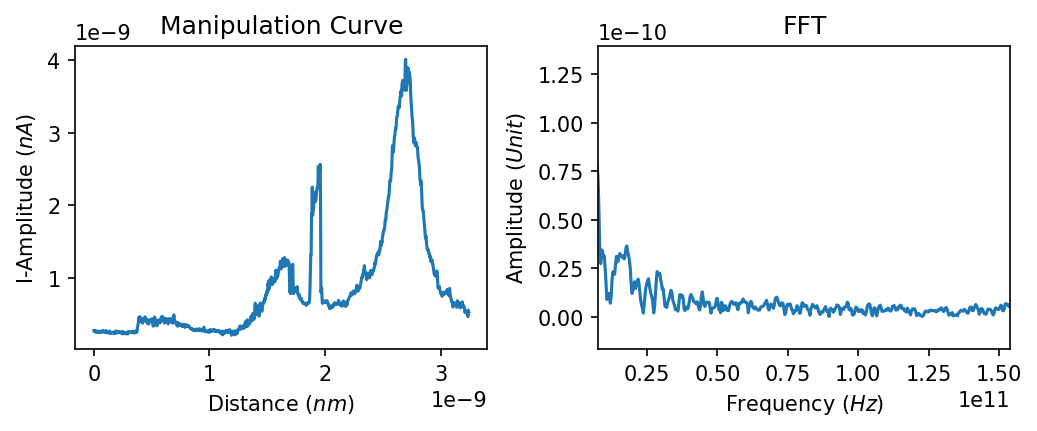 Manipulation Curve
1e−9
4
3
2
1
I-Amplitude (nA)
0
1
2
3
1e−9
Distance (nm)
FFT
1e−10
1.25
1.00
0.75
0.50
0.25
0.00
Amplitude (Unit)
0.25
0.50
0.75
1.00
1.25
1.50
1e11
Frequency (Hz)